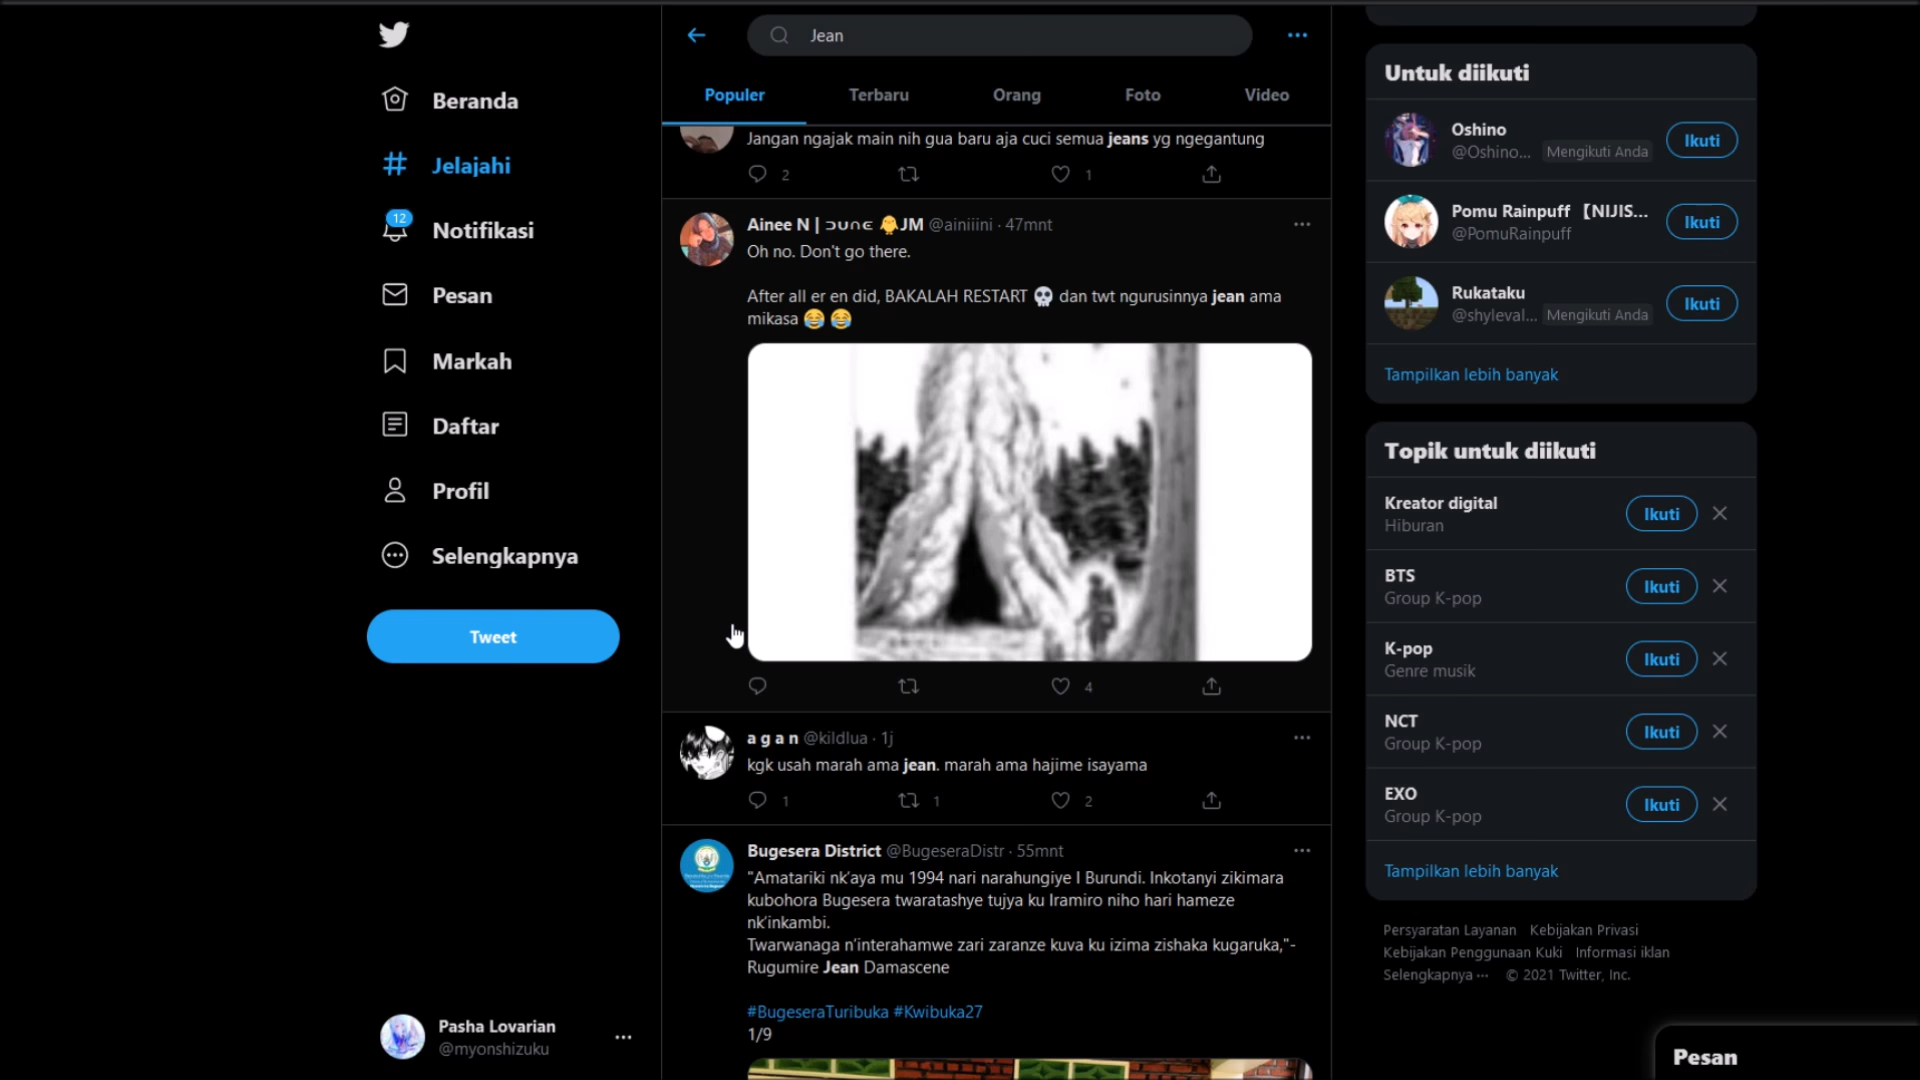 Beranda
Jelajahi
12
Notifikasi
Pesan
Markah
Daftar
Profil
Selengkapnya
Tweet
Pasha Lovarian
@myonshizuku
Jean
Populer
Terbaru
Orang
Foto
Video
Jangan ngajak main nih gua baru aja cuci semua jeans yg ngegantung
2
1
Ainee N | ɔυηє 🐥JM @ainiiini · 47mnt
Oh no. Don't go there.
After all er en did, BAKALAH RESTART 💀 dan twt ngurusinnya jean ama
mikasa 😂 😂
4
a g a n @kildlua · 1j
kgk usah marah ama jean. marah ama hajime isayama
1
1
2
Bugesera District @BugeseraDistr · 55mnt
"Amatariki nk'aya mu 1994 nari narahungiye I Burundi. Inkotanyi zikimara
kubohora Bugesera twaratashye tujya ku Iramiro niho hari hameze
nk'inkambi.
Twarwanaga n'interahamwe zari zaranze kuva ku izima zishaka kugaruka,"-
Rugumire Jean Damascene
#BugeseraTuribuka #Kwibuka27
1/9
Untuk diikuti
Oshino
@Oshino... Mengikuti Anda
Ikuti
Pomu Rainpuff【NIJIS...
@PomuRainpuff
Ikuti
Rukataku
@shyleval... Mengikuti Anda
Ikuti
Tampilkan lebih banyak
Topik untuk diikuti
Kreator digital
Hiburan
Ikuti
BTS
Group K-pop
Ikuti
K-pop
Genre musik
Ikuti
NCT
Group K-pop
Ikuti
EXO
Group K-pop
Ikuti
Tampilkan lebih banyak
Persyaratan Layanan Kebijakan Privasi
Kebijakan Penggunaan Kuki Informasi iklan
Selengkapnya ··· © 2021 Twitter, Inc.
Pesan